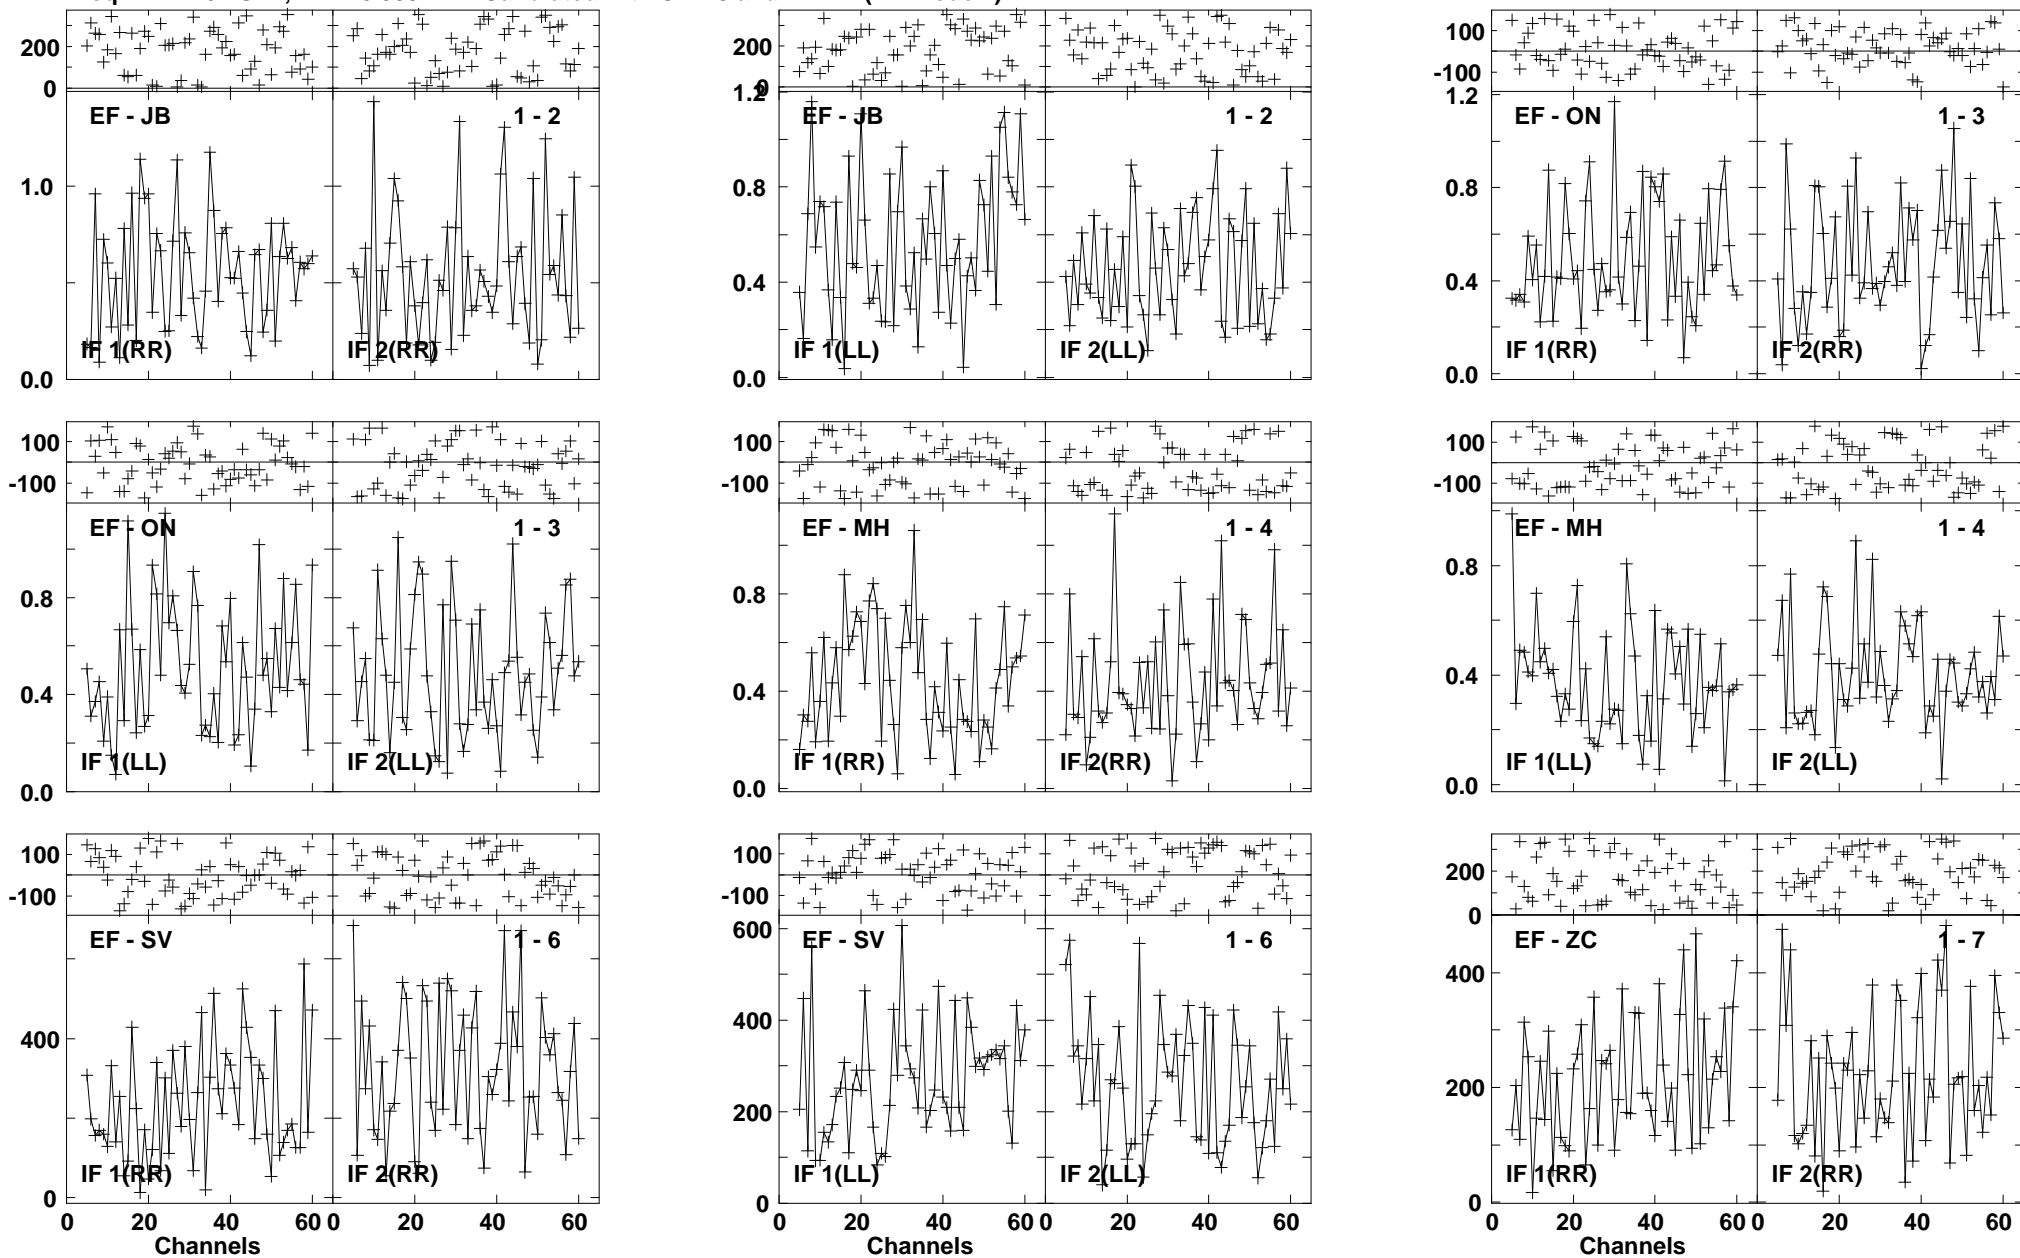 200
0
EF - JB
1 - 2
1.0
0.0
IF 1(RR)
IF 2(RR)
200
0
1.2
EF - JB
1 - 2
0.8
0.4
0.0
IF 1(LL)
IF 2(LL)
100
-100
1.2
EF - ON
1 - 3
0.8
0.4
0.0
IF 1(RR)
IF 2(RR)
100
-100
EF - ON
1 - 3
0.8
0.4
0.0
IF 1(LL)
IF 2(LL)
100
-100
EF - MH
1 - 4
0.8
0.4
0.0
IF 1(RR)
IF 2(RR)
100
-100
EF - MH
1 - 4
0.8
0.4
0.0
IF 1(LL)
IF 2(LL)
100
-100
EF - SV
1 - 6
400
0
IF 1(RR)
IF 2(RR)
0 20 40 60 0 20 40 60
Channels
100
-100
600
EF - SV
1 - 6
400
200
0
IF 1(LL)
IF 2(LL)
0 20 40 60 0 20 40 60
Channels
200
0
EF - ZC
1 - 7
400
200
0
IF 1(RR)
IF 2(RR)
0 20 40 60 0 20 40 60
Channels